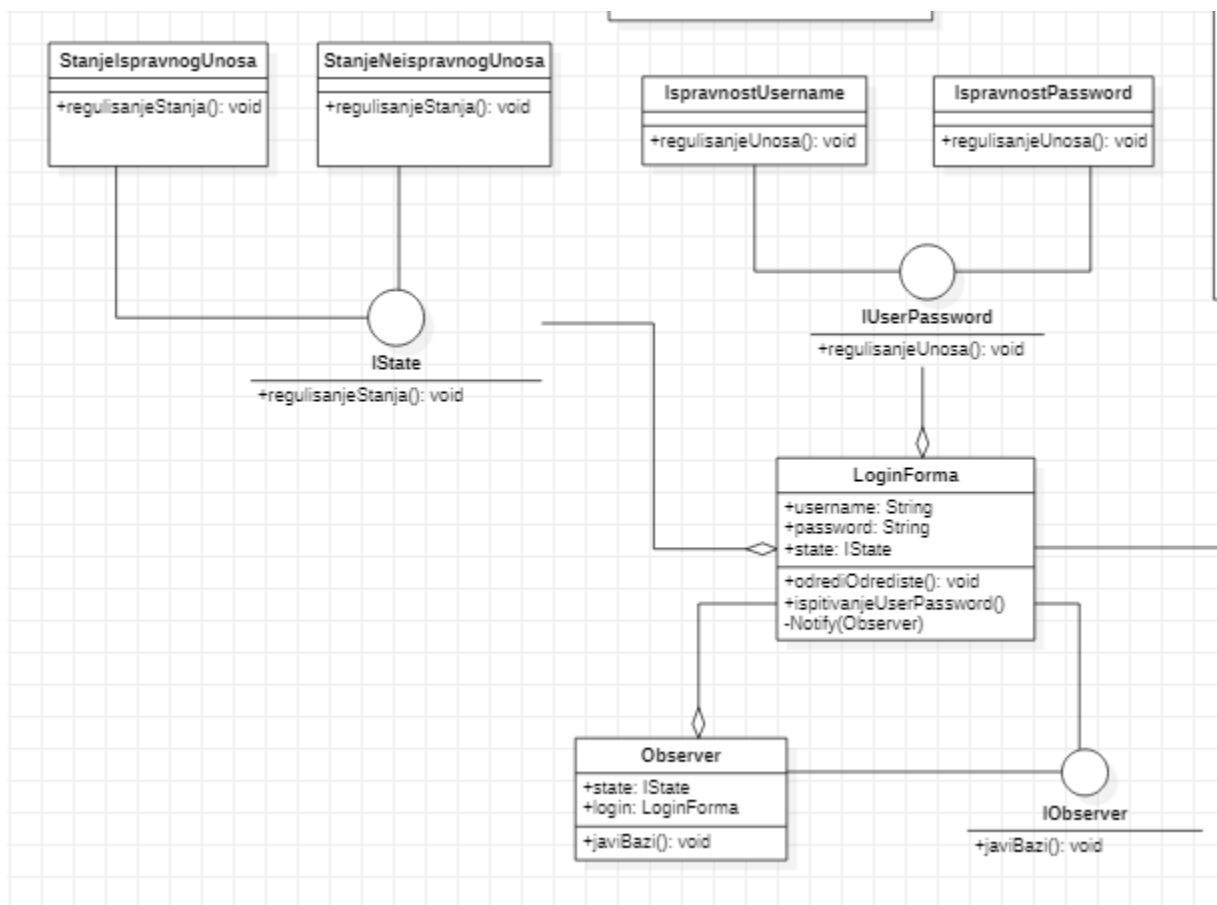 StanjeIspravnogUnosa
+regulisanjeStanja(): void
StanjeNeispravnogUnosa
+regulisanjeStanja(): void
IspravnostUsername
+regulisanjeUnosa(): void
IspravnostPassword
+regulisanjeUnosa(): void
IState
+regulisanjeStanja(): void
IUserPassword
+regulisanjeUnosa(): void
LoginForma
+username: String
+password: String
+state: IState
+odrediOdrediste(): void
+ispitivanjeUserPassword()
-Notify(Observer)
Observer
+state: IState
+login: LoginForma
+javiBazi(): void
IObserver
+javiBazi(): void